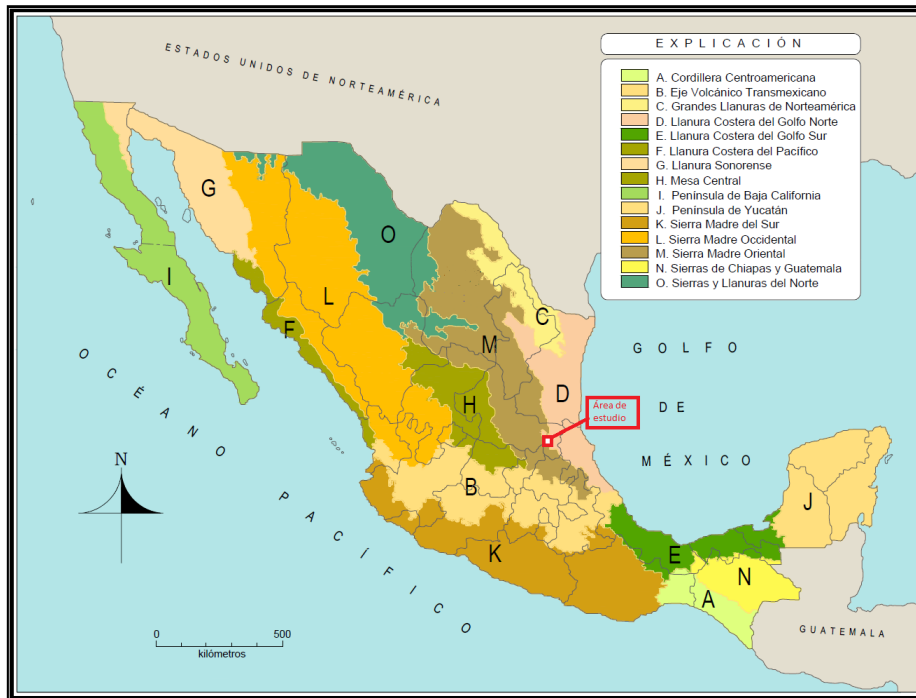 ESTADOS UNIDOS DE NORTEAMÉRICA
EXPLICACIÓN
A. Cordillera Centroamericana
B. Eje Volcánico Transmexicano
C. Grandes Llanuras de Norteamérica
D. Llanura Costera del Golfo Norte
E. Llanura Costera del Golfo Sur
F. Llanura Costera del Pacífico
G. Llanura Sonorense
H. Mesa Central
I. Península de Baja California
J. Península de Yucatán
K. Sierra Madre del Sur
L. Sierra Madre Occidental
M. Sierra Madre Oriental
N. Sierras de Chiapas y Guatemala
O. Sierras y Llanuras del Norte
G
O
I
L
C
F
M
GOLFO
DE
MÉXICO
H
D
Área de
estudio
OCÉANO PACÍFICO
N
B
J
K
E
N
A
GUATEMALA
0 500
kilómetros